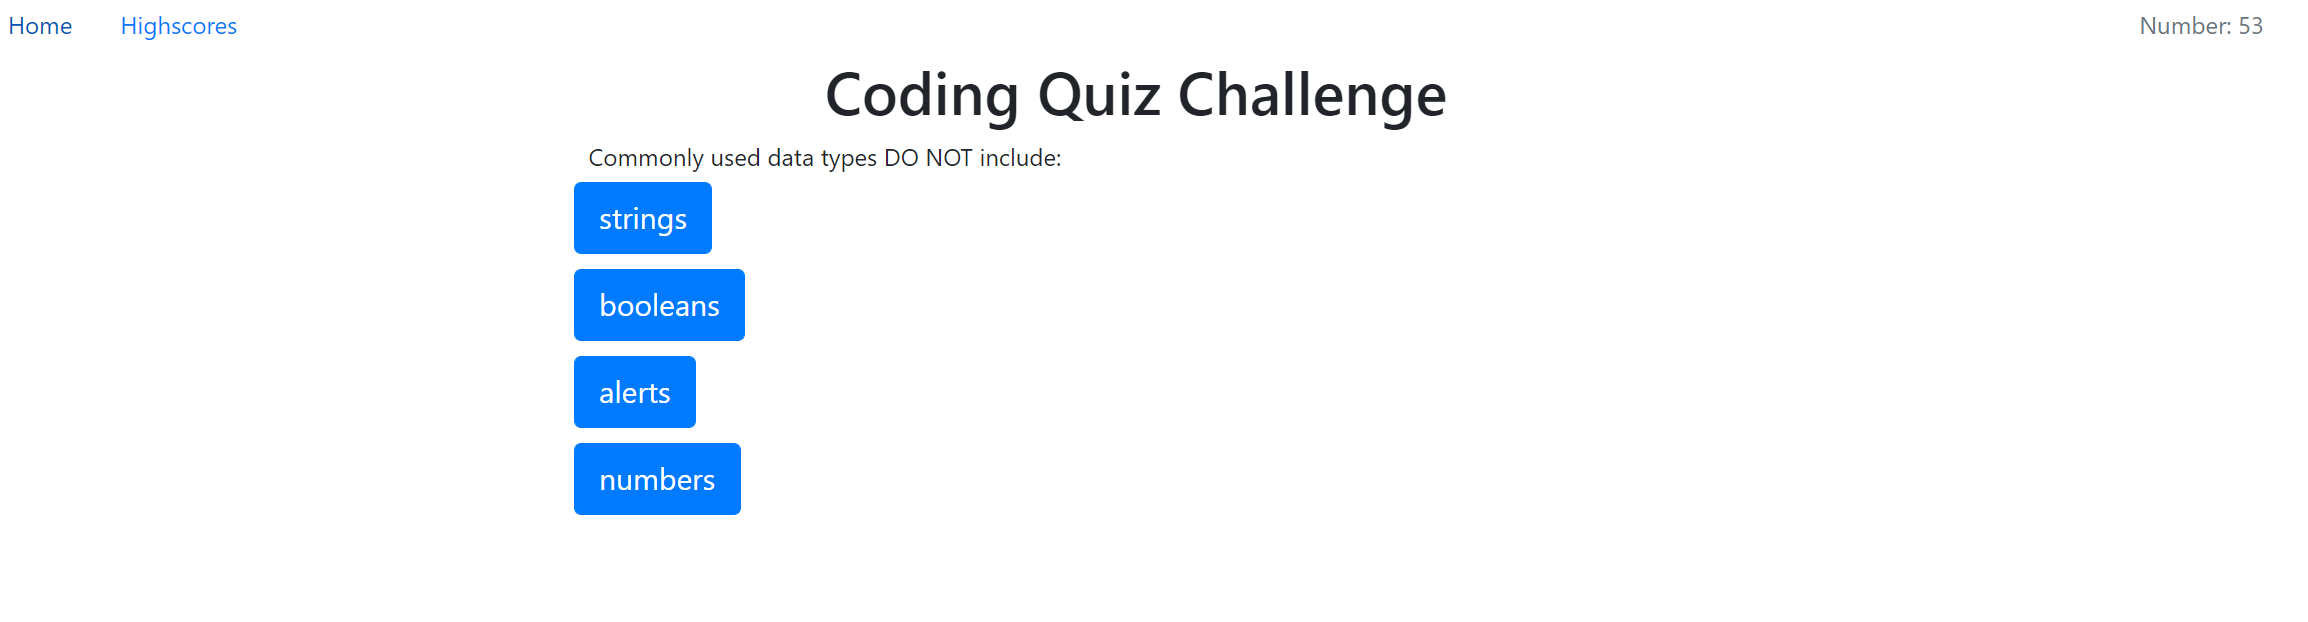 Home Highscores Number: 53
Coding Quiz Challenge
Commonly used data types DO NOT include:
strings
booleans
alerts
numbers